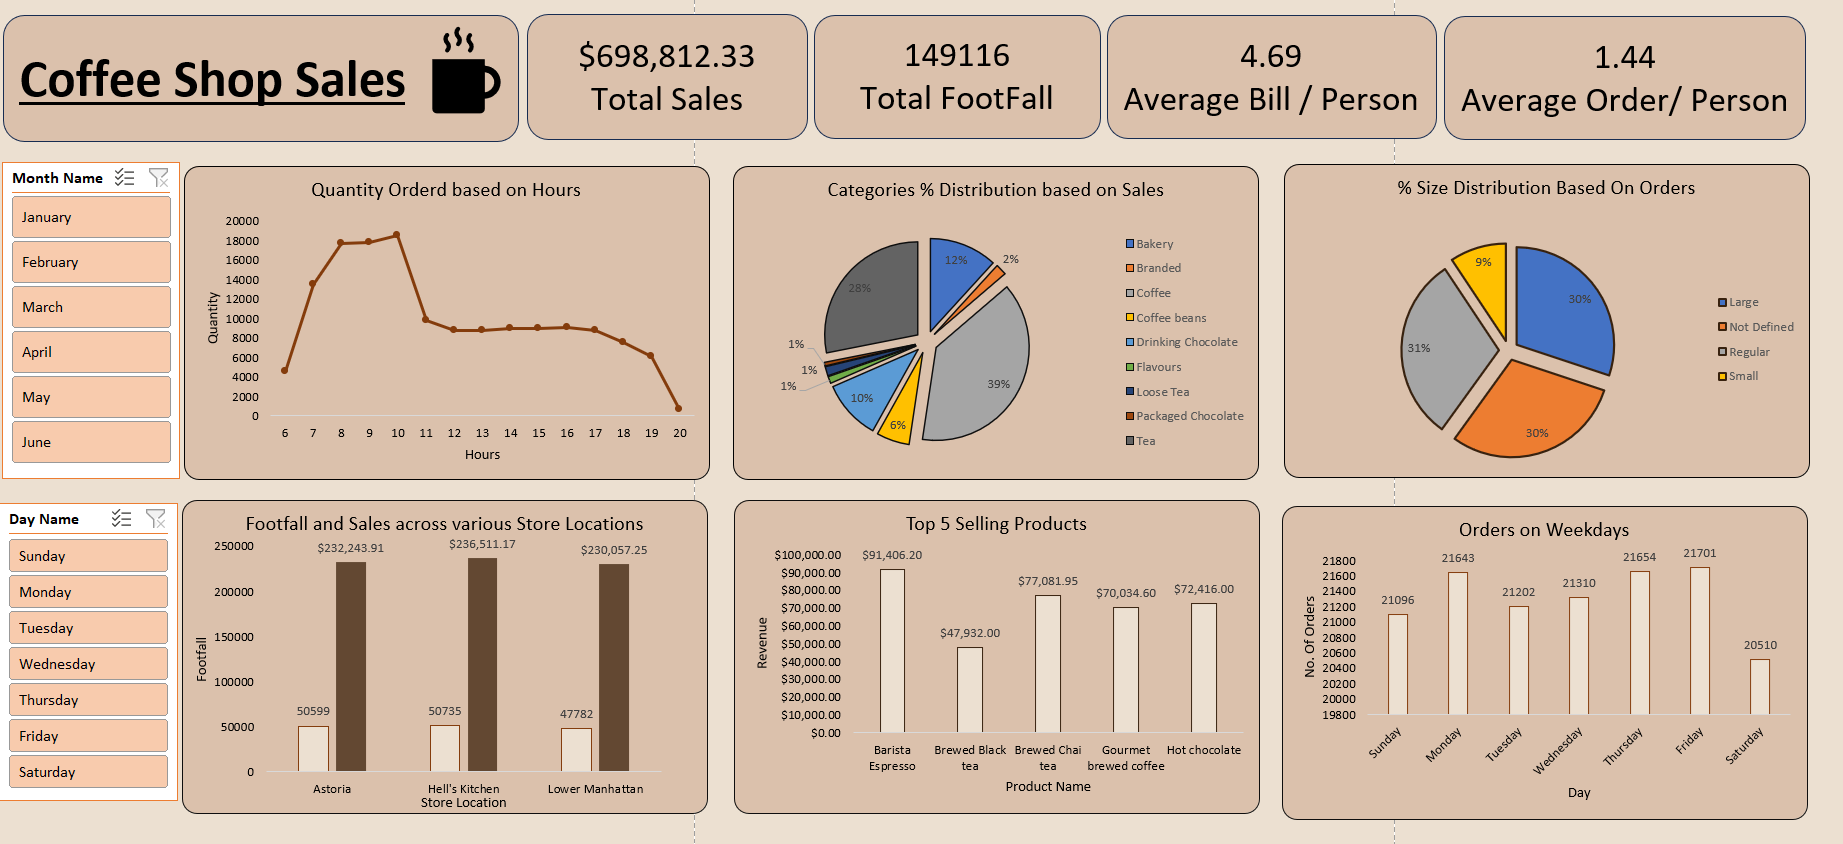 Coffee Shop Sales
$698,812.33
Total Sales
149116
Total FootFall
4.69
Average Bill / Person
1.44
Average Order/ Person
Month Name
January
February
March
April
May
June
Quantity Orderd based on Hours
Quantity
20000
18000
16000
14000
12000
10000
8000
6000
4000
2000
0
6 7 8 9 10 11 12 13 14 15 16 17 18 19 20
Hours
Categories % Distribution based on Sales
12%
2%
39%
6%
10%
1%
1%
1%
28%
Bakery
Branded
Coffee
Coffee beans
Drinking Chocolate
Flavours
Loose Tea
Packaged Chocolate
Tea
% Size Distribution Based On Orders
30%
30%
31%
9%
Large
Not Defined
Regular
Small
Day Name
Sunday
Monday
Tuesday
Wednesday
Thursday
Friday
Saturday
Footfall and Sales across various Store Locations
Footfall
250000
200000
150000
100000
50000
0
$232,243.91
$236,511.17
$230,057.25
50599
50735
47782
Astoria
Hell's Kitchen
Lower Manhattan
Store Location
Top 5 Selling Products
Revenue
$100,000.00
$90,000.00
$80,000.00
$70,000.00
$60,000.00
$50,000.00
$40,000.00
$30,000.00
$20,000.00
$10,000.00
$0.00
$91,406.20
$47,932.00
$77,081.95
$70,034.60
$72,416.00
Barista
Espresso
Brewed Black
tea
Brewed Chai
tea
Gourmet
brewed coffee
Hot chocolate
Product Name
Orders on Weekdays
No. Of Orders
21800
21600
21400
21200
21000
20800
20600
20400
20200
20000
19800
21096
21643
21202
21310
21654
21701
20510
Sunday
Monday
Tuesday
Wednesday
Thursday
Friday
Saturday
Day